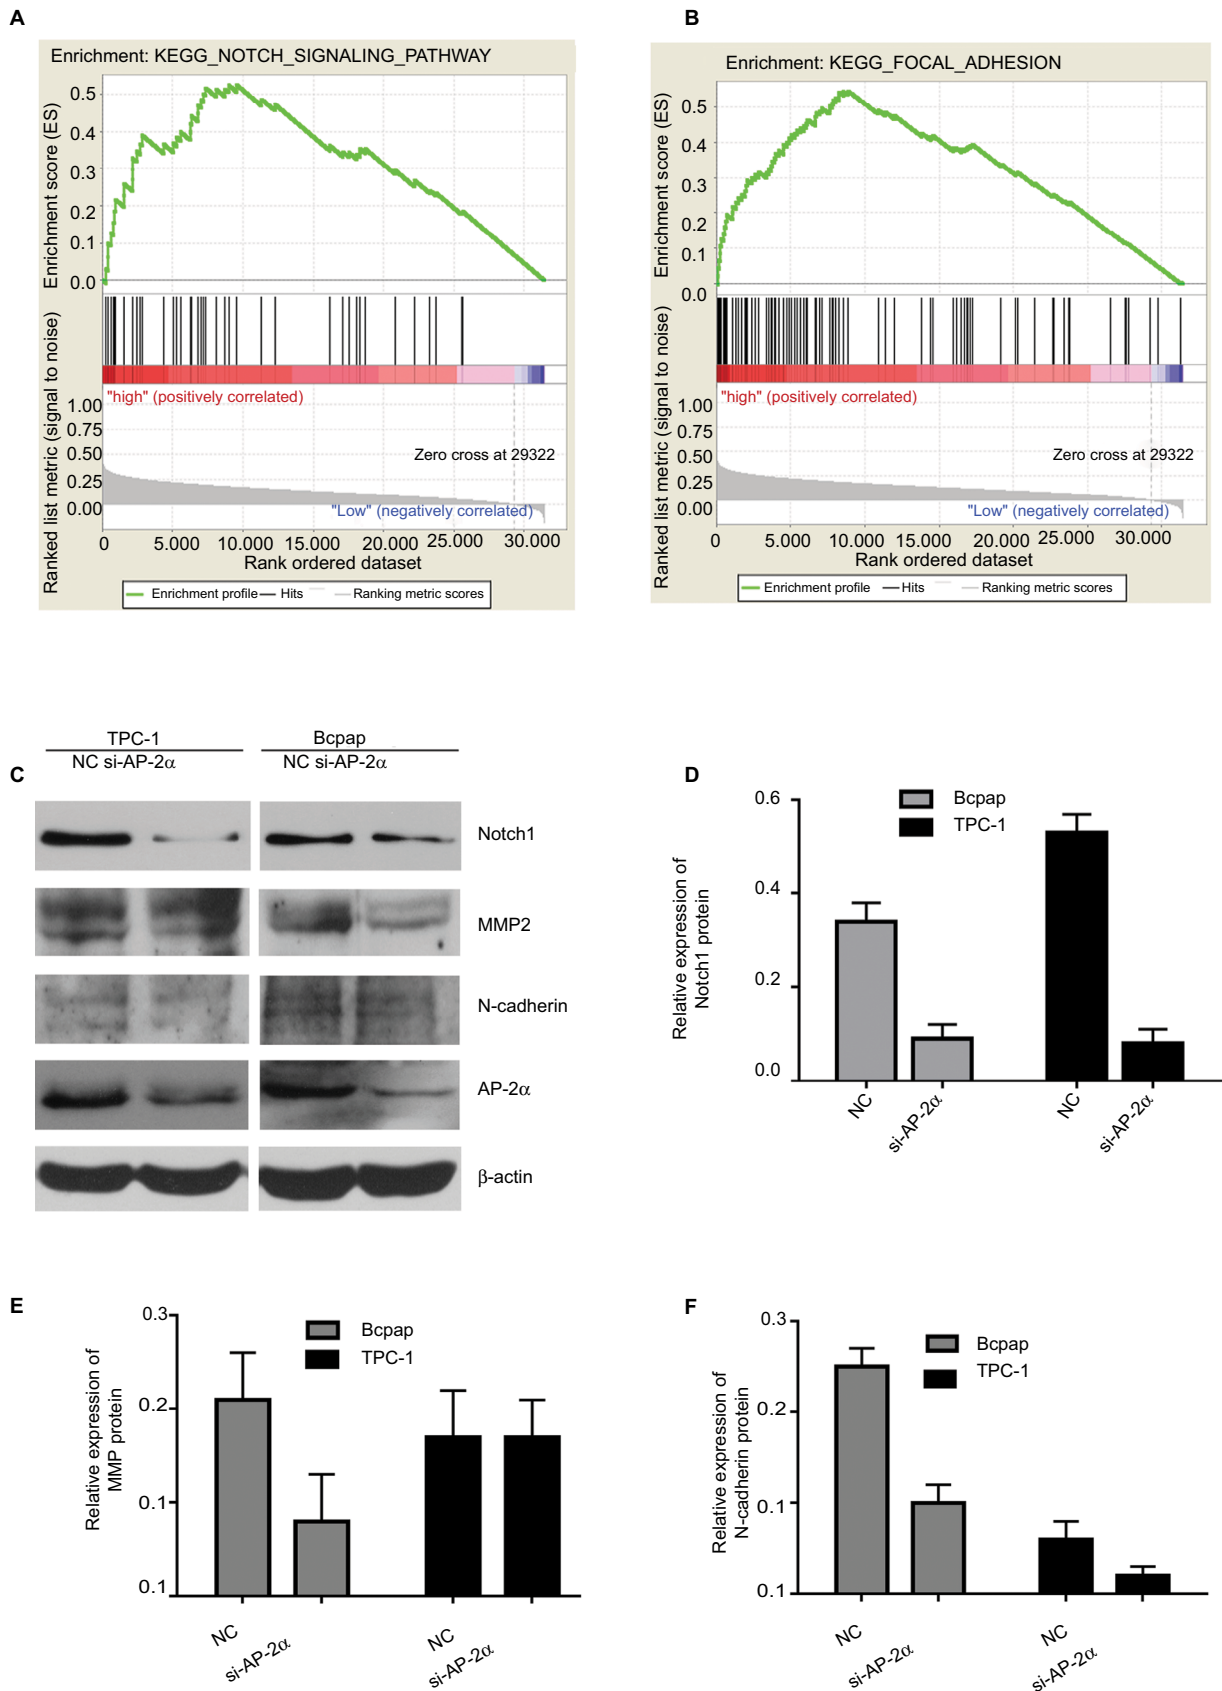 A
Enrichment: KEGG_NOTCH_SIGNALING_PATHWAY
Enrichment score (ES)
0.5
0.4
0.3
0.2
0.1
0.0
Ranked list metric (signal to noise)
"high" (positively correlated)
1.00
0.75
0.50
0.25
0.00
Zero cross at 29322
"Low" (negatively correlated)
0 5.000 10.000 15.000 20.000 25.000 30.000
Rank ordered dataset
Enrichment profile Hits Ranking metric scores
B
Enrichment: KEGG_FOCAL_ADHESION
Enrichment score (ES)
0.5
0.4
0.3
0.2
0.1
0.0
Ranked list metric (signal to noise)
"high" (positively correlated)
1.00
0.75
0.50
0.25
0.00
Zero cross at 29322
"Low" (negatively correlated)
0 5.000 10.000 15.000 20.000 25.000 30.000
Rank ordered dataset
Enrichment profile Hits Ranking metric scores
C
TPC-1 Bcpap
NC si-AP-2α NC si-AP-2α
Notch1
MMP2
N-cadherin
AP-2α
β-actin
D
Relative expression of
Notch1 protein
0.6
0.4
0.2
0.0
Bcpap
TPC-1
NC si-AP-2α NC si-AP-2α
E
Relative expression of
MMP protein
0.3
0.2
0.1
0.1
Bcpap
TPC-1
NC si-AP-2α NC si-AP-2α
F
Relative expression of
N-cadherin protein
0.3
0.2
0.1
0.1
Bcpap
TPC-1
NC si-AP-2α NC si-AP-2α